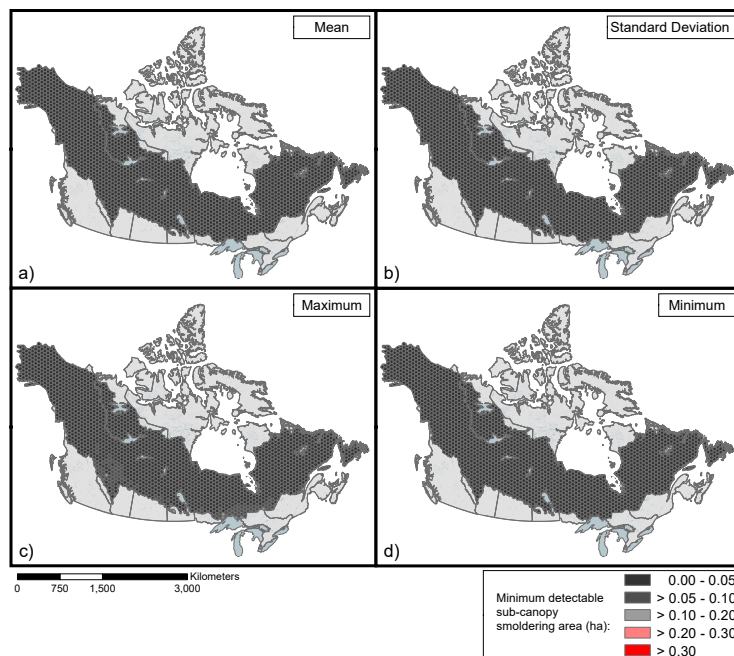 Mean
a)
Standard Deviation
b)
Maximum
c)
Minimum
d)
Kilometers
0 750 1,500 3,000
Minimum detectable
sub-canopy
smoldering area (ha):
0.00 - 0.05
> 0.05 - 0.10
> 0.10 - 0.20
> 0.20 - 0.30
> 0.30